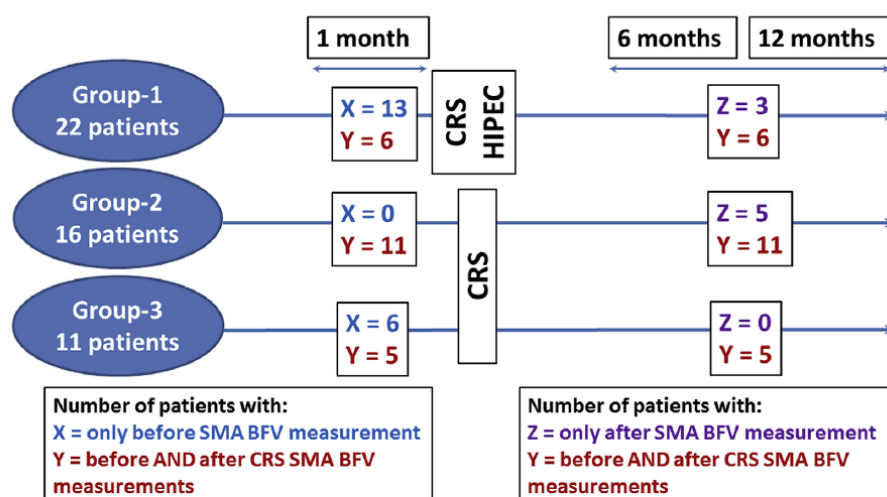 1 month
6 months
12 months
Group-1
22 patients
X = 13
Y = 6
CRS
HIPEC
Z = 3
Y = 6
Group-2
16 patients
X = 0
Y = 11
CRS
Z = 5
Y = 11
Group-3
11 patients
X = 6
Y = 5
Z = 0
Y = 5
Number of patients with:
X = only before SMA BFV measurement
Y = before AND after CRS SMA BFV
measurements
Number of patients with:
Z = only after SMA BFV measurement
Y = before AND after CRS SMA BFV
measurements